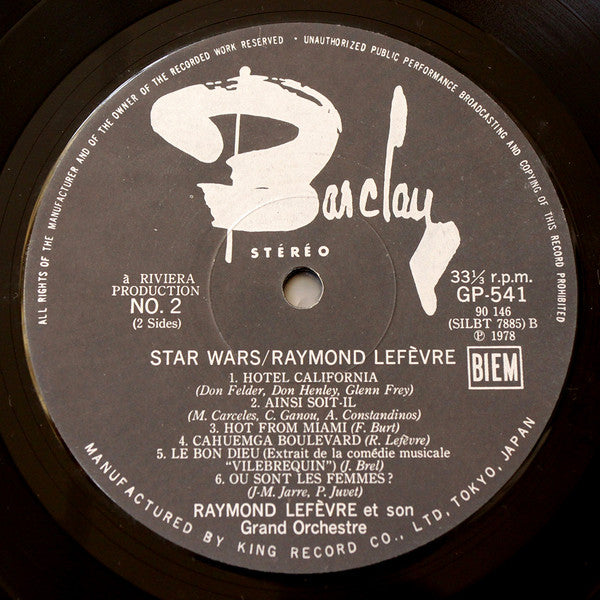 ALL RIGHTS OF THE MANUFACTURER AND OF THE OWNER OF THE RECORDED WORK RESERVED • UNAUTHORIZED PUBLIC PERFORMANCE BROADCASTING AND COPYING OF THIS RECORD PROHIBITED
Barclay
STÉRÉO
à RIVIERA
PRODUCTION
NO. 2
(2 Sides)
33⅓ r.p.m.
GP-541
90 146
(SILBT 7885) B
℗ 1978
BIEM
STAR WARS/RAYMOND LEFÈVRE
1. HOTEL CALIFORNIA
(Don Felder, Don Henley, Glenn Frey)
2. AINSI SOIT-IL
(M. Carceles, C. Ganou, A. Constandinos)
3. HOT FROM MIAMI (F. Burt)
4. CAHUEMGA BOULEVARD (R. Lefèvre)
5. LE BON DIEU (Extrait de la comédie musicale
"VILEBREQUIN") (J. Brel)
6. OU SONT LES FEMMES?
(J-M. Jarre, P. Juvet)
RAYMOND LEFÈVRE et son
Grand Orchestre
MANUFACTURED BY KING RECORD CO., LTD. TOKYO, JAPAN